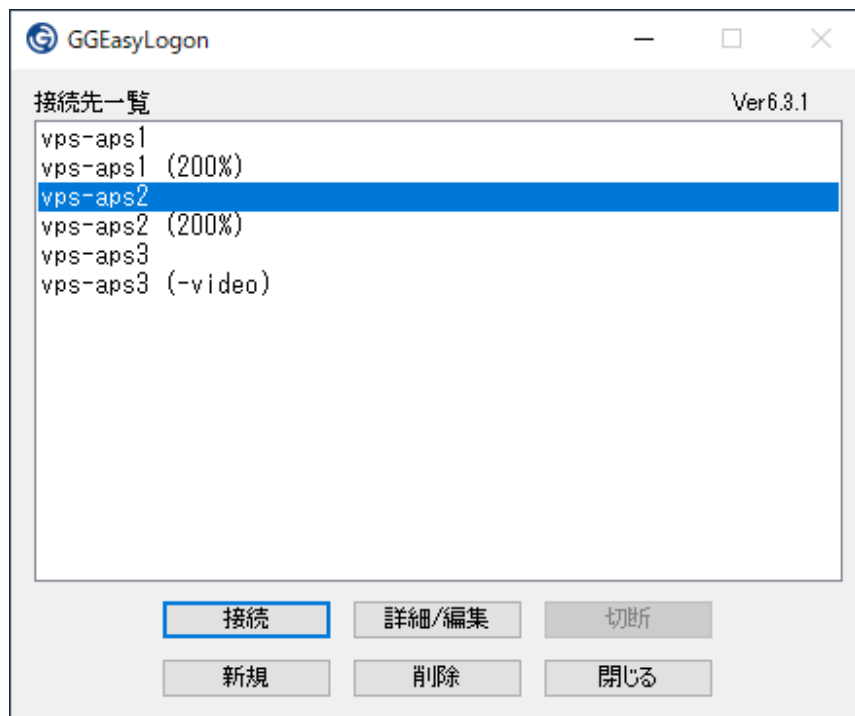 GGEasyLogon
接続先一覧 Ver6.3.1
vps-aps1
vps-aps1 (200%)
vps-aps2
vps-aps2 (200%)
vps-aps3
vps-aps3 (-video)
接続 詳細/編集 切断
新規 削除 閉じる